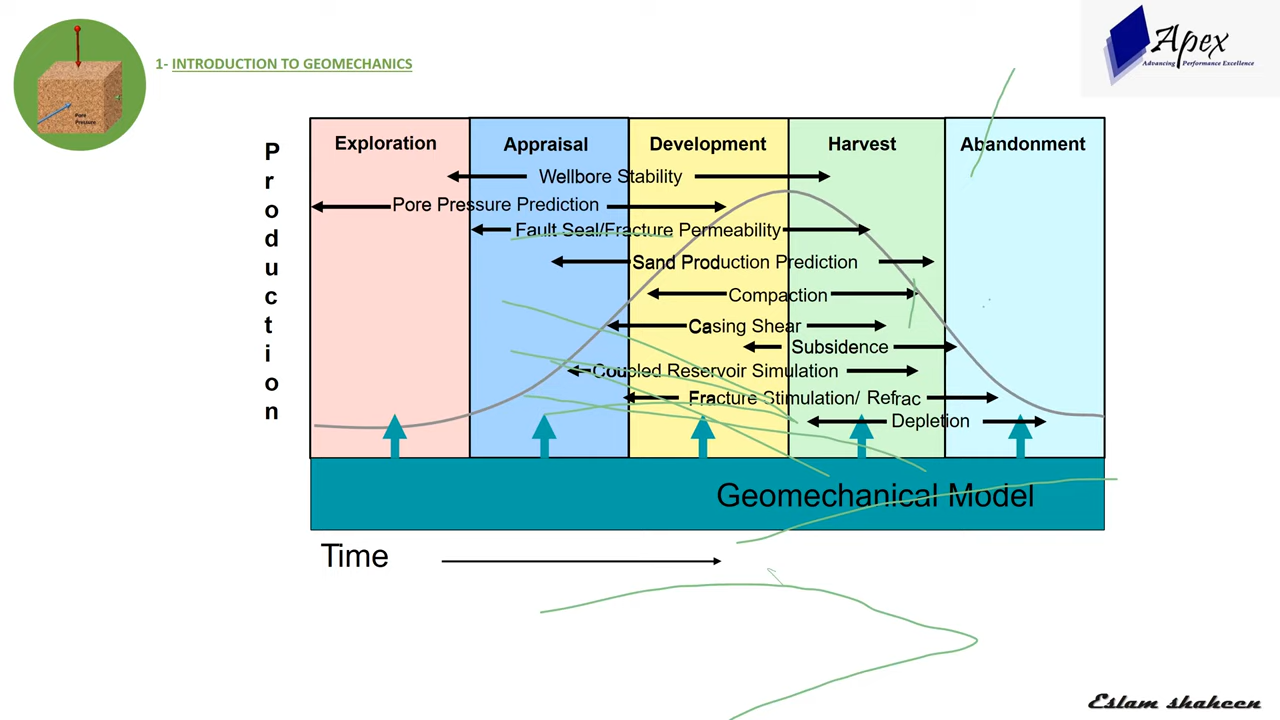 1- INTRODUCTION TO GEOMECHANICS
Pore
Pressure
Apex
Advancing Performance Excellence
Production
Exploration
Appraisal
Development
Harvest
Abandonment
Wellbore Stability
Pore Pressure Prediction
Fault Seal/Fracture Permeability
Sand Production Prediction
Compaction
Casing Shear
Subsidence
Coupled Reservoir Simulation
Fracture Stimulation/ Refrac
Depletion
Geomechanical Model
Time
Eslam shaheen